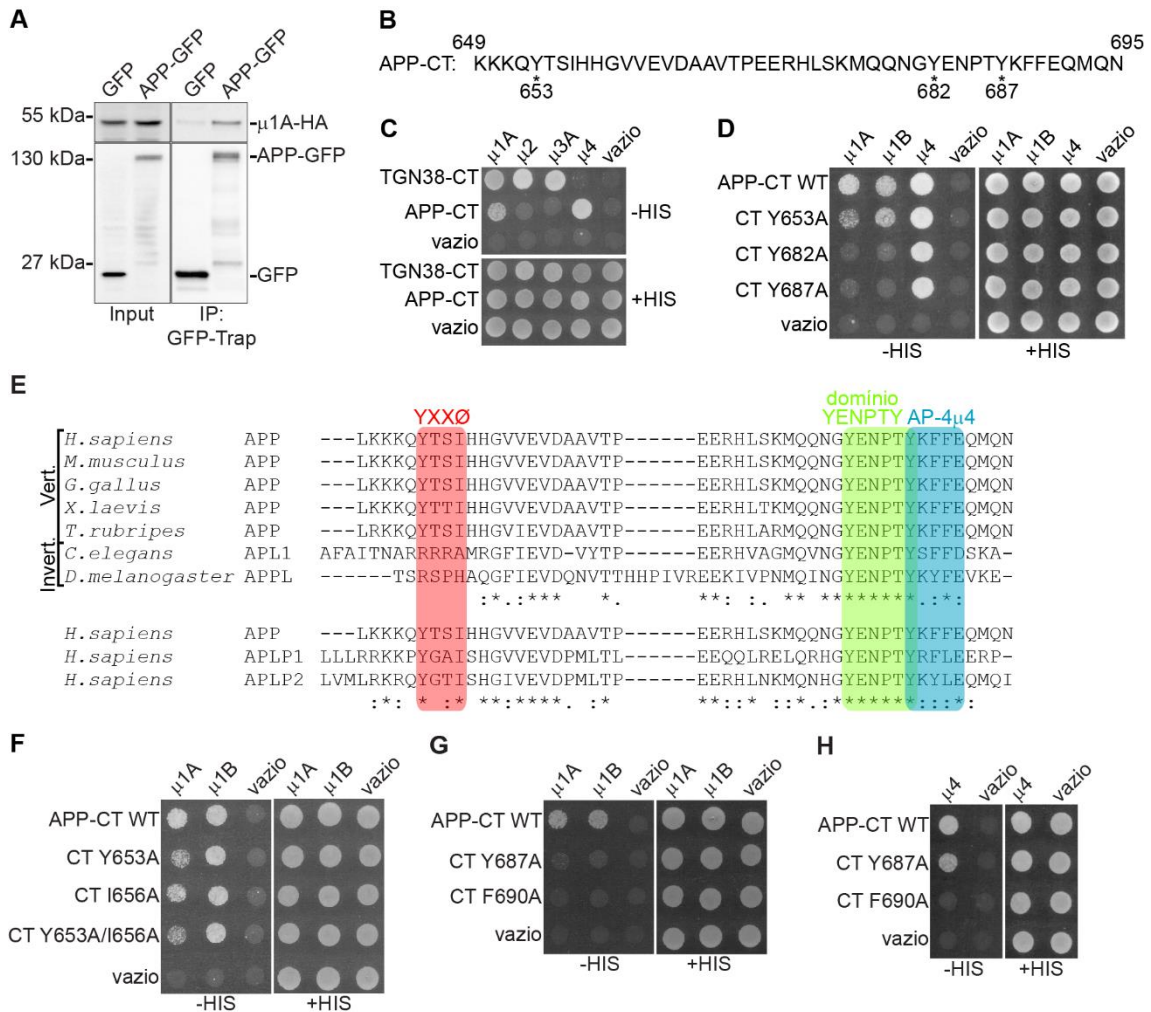 A
GFP APP-GFP GFP APP-GFP
55 kDa- -μ1A-HA
130 kDa- -APP-GFP
27 kDa- -GFP
Input IP: GFP-Trap
B
649 695
APP-CT: KKKQYTSIHHGVVEVDAAVTPEERHLSKMQQNGYENPTYKFFEQMQN
* * *
653 682 687
C
μ1A μ2 μ3A μ4 vazio
TGN38-CT
APP-CT -HIS
vazio
TGN38-CT
APP-CT +HIS
vazio
D
μ1A μ1B μ4 vazio μ1A μ1B μ4 vazio
APP-CT WT
CT Y653A
CT Y682A
CT Y687A
vazio
-HIS +HIS
E
YXXØ domínio YENPTY AP-4μ4
Vert.
H.sapiens APP ---LKKKQYTSIHHGVVEVDAAVTP------EERHLSKMQQNGYENPTYKFFEQMQN
M.musculus APP ---LKKKQYTSIHHGVVEVDAAVTP------EERHLSKMQQNGYENPTYKFFEQMQN
G.gallus APP ---LKKKQYTSIHHGVVEVDAAVTP------EERHLSKMQQNGYENPTYKFFEQMQN
X.laevis APP ---LKKKQYTTIHHGVVEVDAAVTP------EERHLTKMQQNGYENPTYKFFEQMQN
T.rubripes APP ---LRKKQYTSIHHGVIEVDAAVTP------EERHLARMQQNGYENPTYKFFEQMQN
Invert.
C.elegans APL1 AFAITNARRRRAMRGFIEVD-VYTP------EERHVAGMQVNGYENPTYSFFDSKA-
D.melanogaster APPL ------TSRSPHAQGFIEVDQNVTTHHPIVREEKIVPNMQINGYENPTYKYFEVKE-
:*.:*** *. **: :. ** *********.:*:
H.sapiens APP ---LKKKQYTSIHHGVVEVDAAVTP------EERHLSKMQQNGYENPTYKFFEQMQN
H.sapiens APLP1 LLLRRKKPYGAISHGVVEVDPMLTL------EEQQLRELQRHGYENPTYRFLEERP-
H.sapiens APLP2 LVMLRKRQYGTISHGIVEVDPMLTP------EERHLNKMQNHGYENPTYKYLEQMQI
:*: * :* **:**** . :* **::* ::*.:*******:::*:
F
μ1A μ1B vazio μ1A μ1B vazio
APP-CT WT
CT Y653A
CT I656A
CT Y653A/I656A
vazio
-HIS +HIS
G
μ1A μ1B vazio μ1A μ1B vazio
APP-CT WT
CT Y687A
CT F690A
vazio
-HIS +HIS
H
μ4 vazio μ4 vazio
APP-CT WT
CT Y687A
CT F690A
vazio
-HIS +HIS